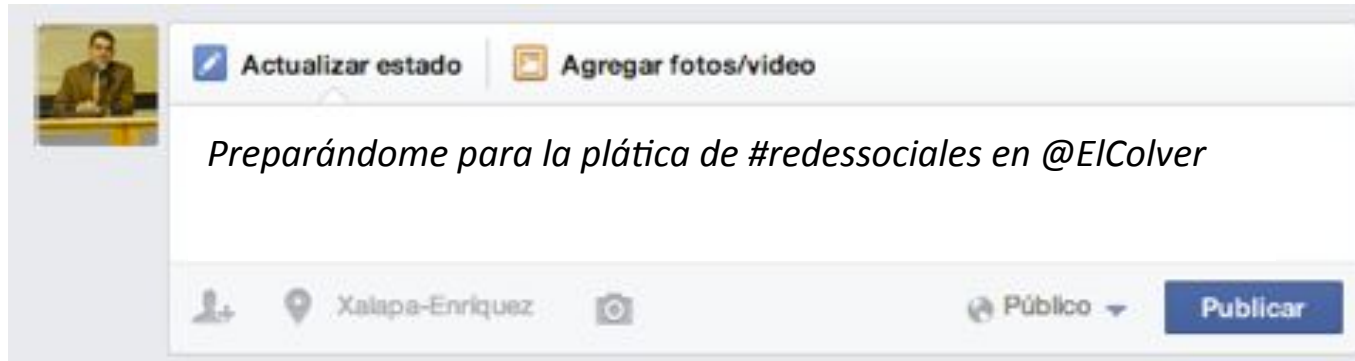 Actualizar estado Agregar fotos/video
Preparándome para la plática de #redessociales en @ElColver
Xalapa-Enríquez Público Publicar